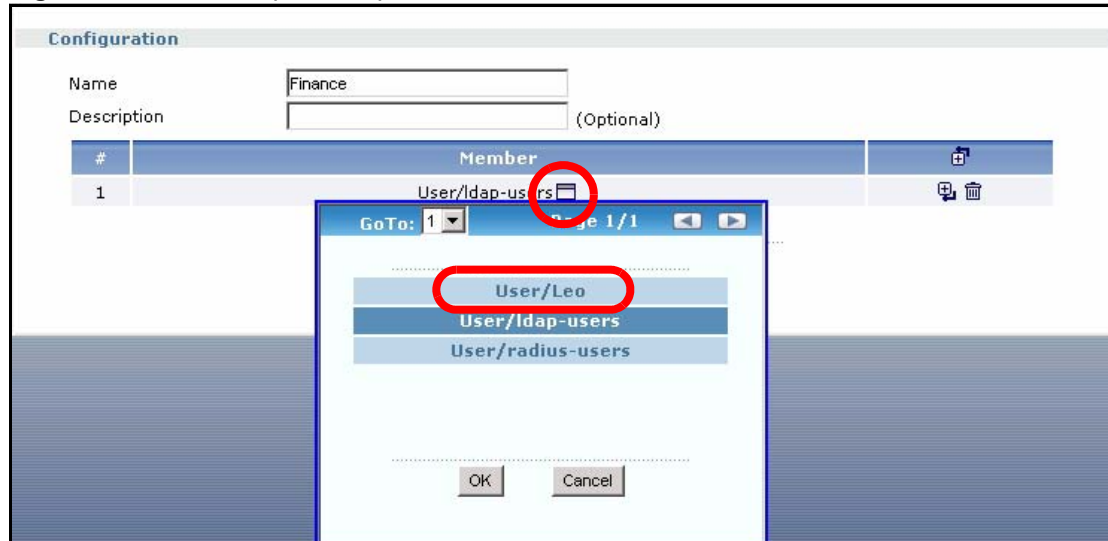 Configuration
Name Finance
Description (Optional)
# Member
1 User/ldap-users
GoTo: 1 Page 1/1
User/Leo
User/ldap-users
User/radius-users
OK Cancel